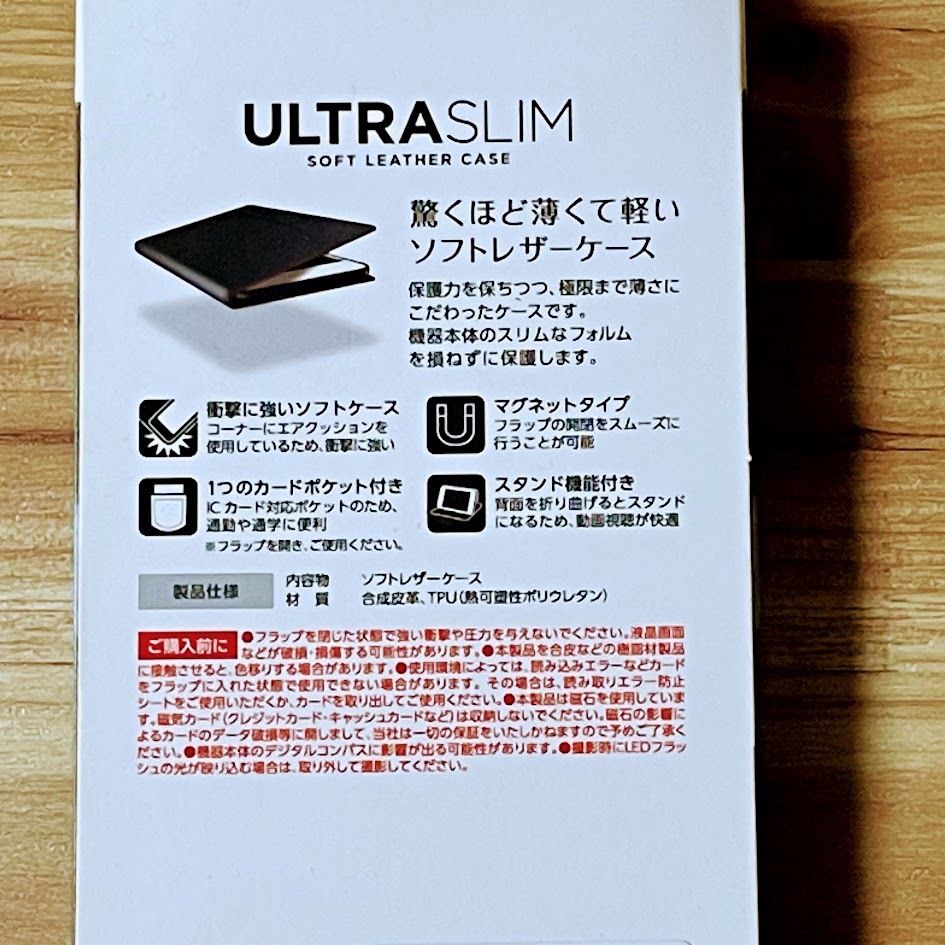 ULTRASLIM
SOFT LEATHER CASE
驚くほど薄くて軽い
ソフトレザーケース
保護力を保ちつつ、極限まで薄さに
こだわったケースです。
機器本体のスリムなフォルム
を損ねずに保護します。
衝撃に強いソフトケース
コーナーにエアクッションを
使用しているため、衝撃に強い
マグネットタイプ
フラップの開閉をスムーズに
行うことが可能
1つのカードポケット付き
ICカード対応ポケットのため、
通勤や通学に便利
※フラップを開き、ご使用ください。
スタンド機能付き
背面を折り曲げるとスタンド
になるため、動画視聴が快適
製品仕様
内容物 ソフトレザーケース
材質 合成皮革、TPU(熱可塑性ポリウレタン)
ご購入前に ●フラップを閉じた状態で強い衝撃や圧力を与えないでください。液晶画面
などが破損・損傷する可能性があります。●本製品を合皮などの樹脂材製品
に接触させると、色移りする場合があります。●使用環境によっては、読み込みエラーなどカード
をフラップに入れた状態で使用できない場合があります。その場合は、読み取りエラー防止
シートをご使用いただくか、カードを取り出してご使用ください。●本製品は磁石を使用していま
す。磁気カード(クレジットカード・キャッシュカードなど)は収納しないでください。磁石の影響に
よるカードのデータ破損等に関しまして、当社は一切の保証をいたしかねますので予めご了承く
ださい。●機器本体のデジタルコンパスに影響が出る可能性があります。●撮影時にLEDフラッ
シュの光が映り込む場合は、取り外して撮影してください。